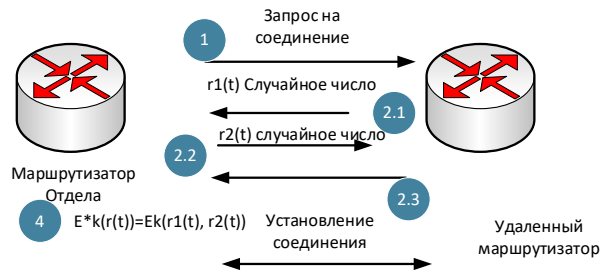 Запрос на
соединение
1
r1(t) Случайное число
2.1
r2(t) случайное число
2.2
Маршрутизатор
Отдела
2.3
4
E*k(r(t))=Ek(r1(t), r2(t))
Установление
соединения
Удаленный
маршрутизатор